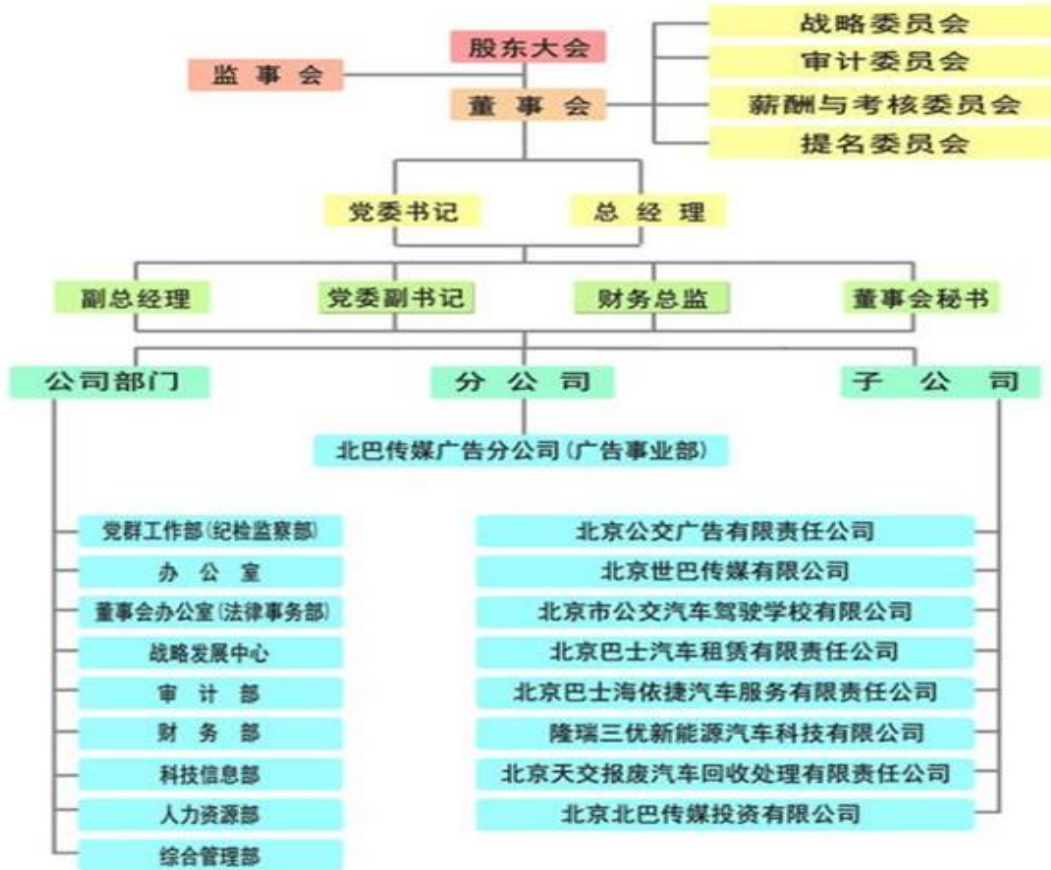 战略委员会
股东大会
审计委员会
监事会
董事会
薪酬与考核委员会
提名委员会
党委书记
总经理
副总经理
党委副书记
财务总监
董事会秘书
公司部门
分公司
子公司
北巴传媒广告分公司(广告事业部)
党群工作部(纪检监察部)
办公室
董事会办公室(法律事务部)
战略发展中心
审计部
财务部
科技信息部
人力资源部
综合管理部
北京公交广告有限责任公司
北京世巴传媒有限公司
北京市公交汽车驾驶学校有限公司
北京巴士汽车租赁有限责任公司
北京巴士海依捷汽车服务有限责任公司
隆瑞三优新能源汽车科技有限公司
北京天交报废汽车回收处理有限责任公司
北京北巴传媒投资有限公司